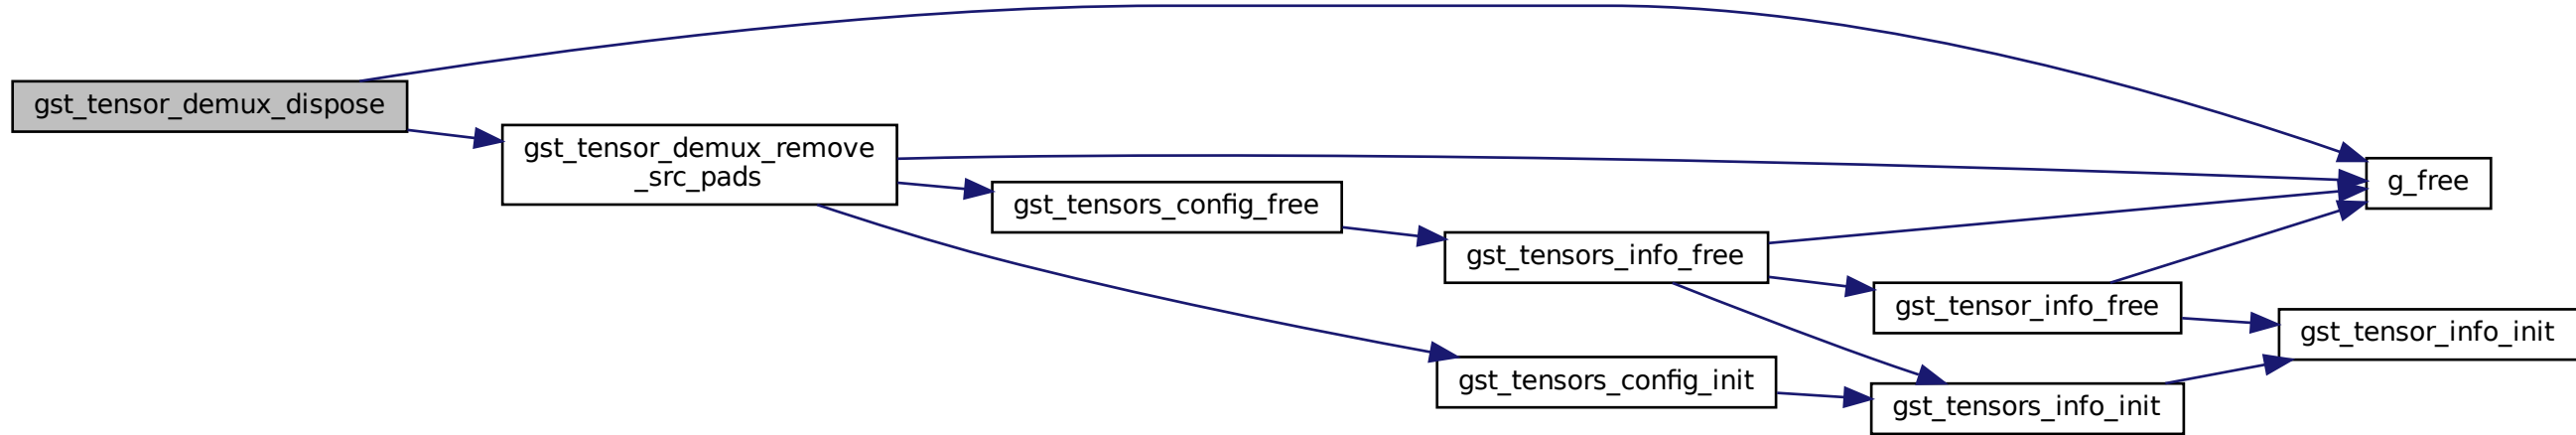 gst_tensor_demux_dispose
gst_tensor_demux_remove
_src_pads
g_free
gst_tensors_config_free
gst_tensors_info_free
gst_tensor_info_free
gst_tensor_info_init
gst_tensors_config_init
gst_tensors_info_init